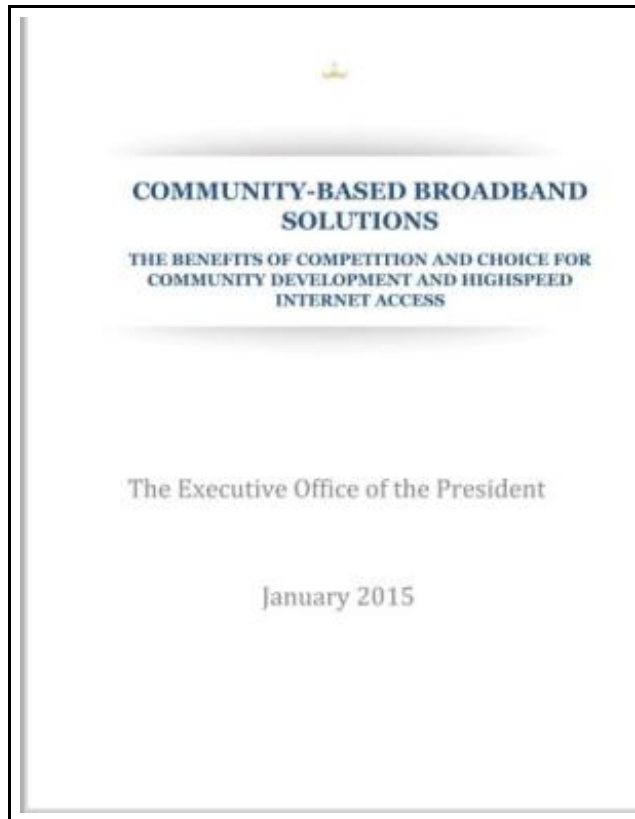 COMMUNITY-BASED BROADBAND
SOLUTIONS
THE BENEFITS OF COMPETITION AND CHOICE FOR
COMMUNITY DEVELOPMENT AND HIGHSPEED
INTERNET ACCESS
The Executive Office of the President
January 2015